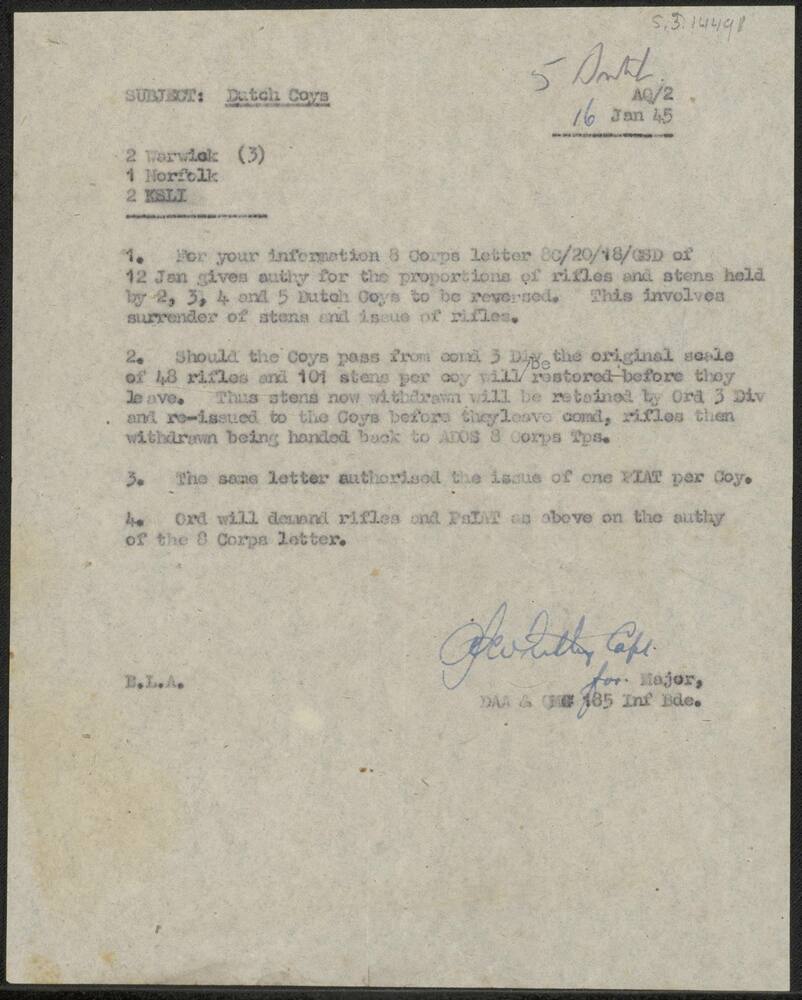 S.3.14498
5 Dutch
SUBJECT: Dutch Coys
AQ/2
16 Jan 45
2 Warwick (3)
1 Norfolk
2 KSLI
1. For your information 8 Corps letter 8C/20/18/GSD of
12 Jan gives authy for the proportions of rifles and stens held
by 2, 3, 4 and 5 Dutch Coys to be reversed. This involves
surrender of stens and issue of rifles.
2. Should the Coys pass from comd 3 Div the original scale
of 48 rifles and 101 stens per coy will/be restored before they
leave. Thus stens now withdrawn will be retained by Ord 3 Div
and re-issued to the Coys before theyleave comd, rifles then
withdrawn being handed back to ADOS 8 Corps Tps.
3. The same letter authorised the issue of one PIAT per Coy.
4. Ord will demand rifles and PsIAT as above on the authy
of the 8 Corps letter.
Capt.
for Major,
B.L.A.
DAA & QMG 185 Inf Bde.